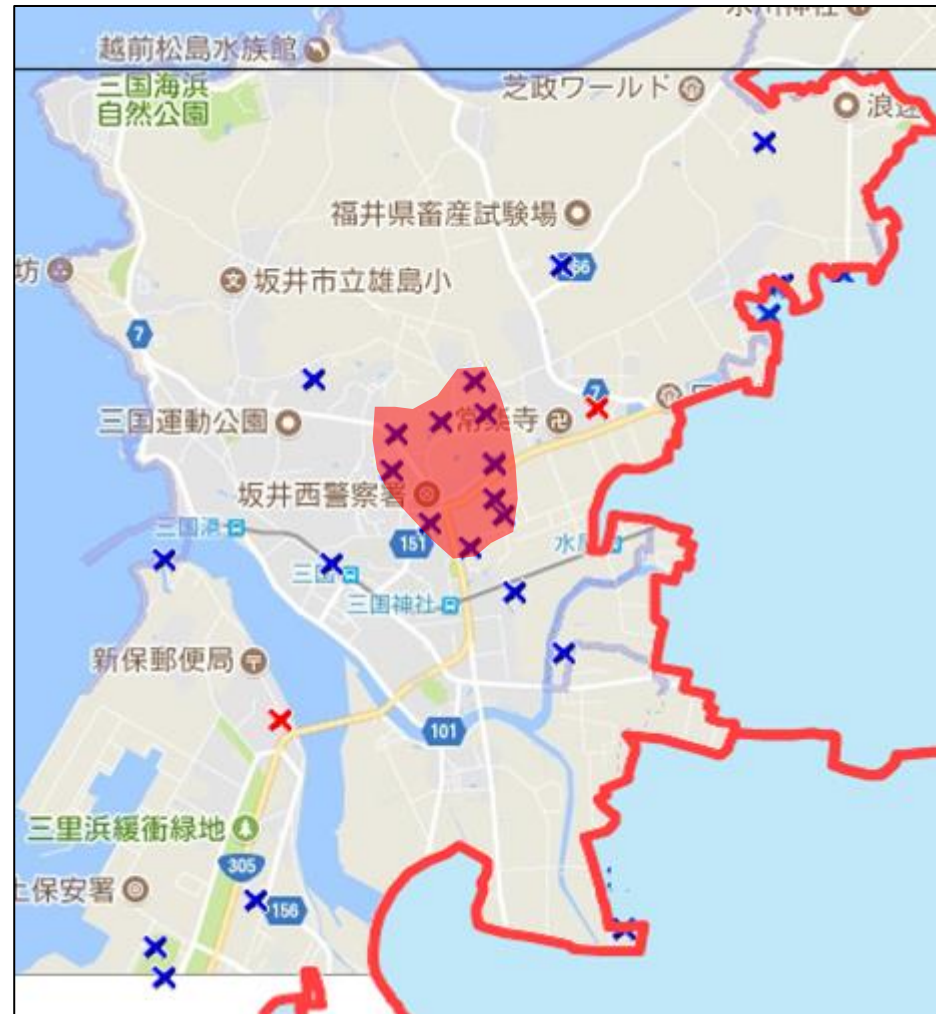 越前松島水族館
三国海浜
自然公園
芝政ワールド
福井県畜産試験場
坊
坂井市立雄島小
7
7
三国運動公園
常楽寺
坂井西警察署
三国港
151
三国
三国神社
新保郵便局
101
三里浜緩衝緑地
305
上保安署
156